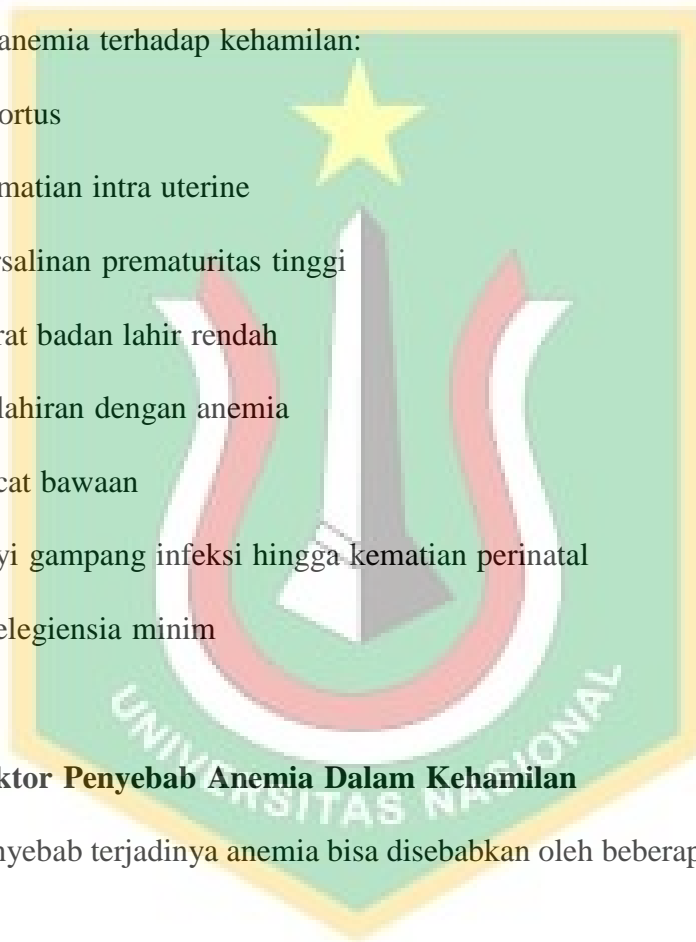 anemia terhadap kehamilan:
ortus
matian intra uterine
rsalinan prematuritas tinggi
rat badan lahir rendah
lahiran dengan anemia
cat bawaan
yi gampang infeksi hingga kematian perinatal
elegiensia minim
UNIVERSITAS NASIONAL
ktor Penyebab Anemia Dalam Kehamilan
nyebab terjadinya anemia bisa disebabkan oleh beberap